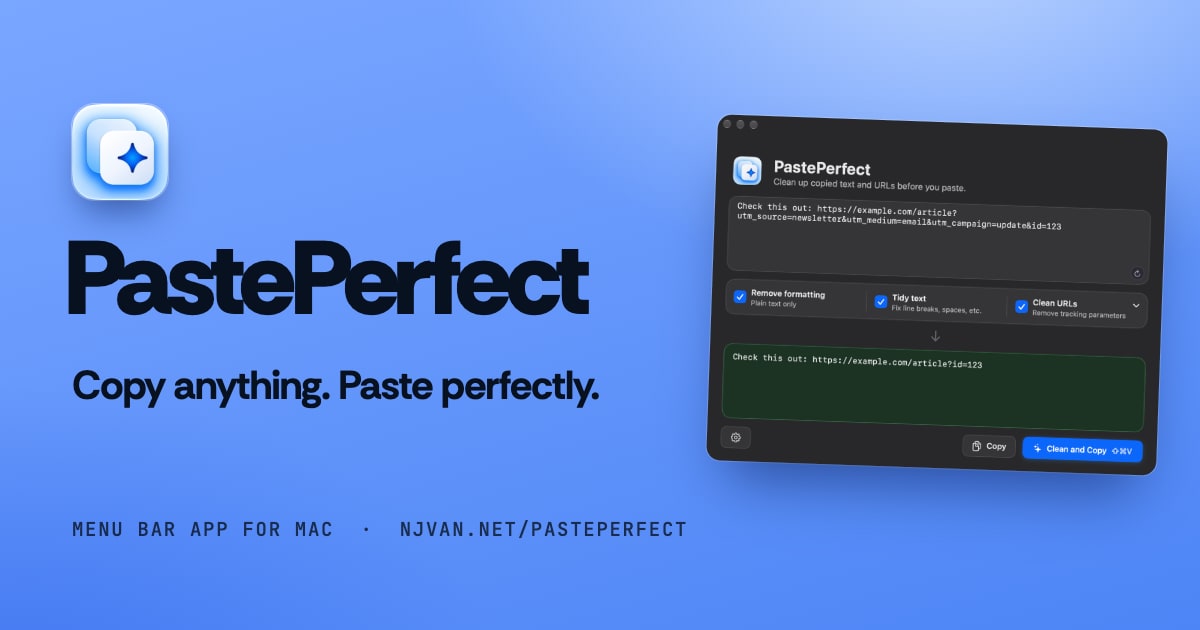 PastePerfect
Copy anything. Paste perfectly.
MENU BAR APP FOR MAC · NJVAN.NET/PASTEPERFECT
PastePerfect
Clean up copied text and URLs before you paste.
Check this out: https://example.com/article?
utm_source=newsletter&utm_medium=email&utm_campaign=update&id=123
Remove formatting
Plain text only
Tidy text
Fix line breaks, spaces, etc.
Clean URLs
Remove tracking parameters
Check this out: https://example.com/article?id=123
Copy
Clean and Copy ⇧⌘V